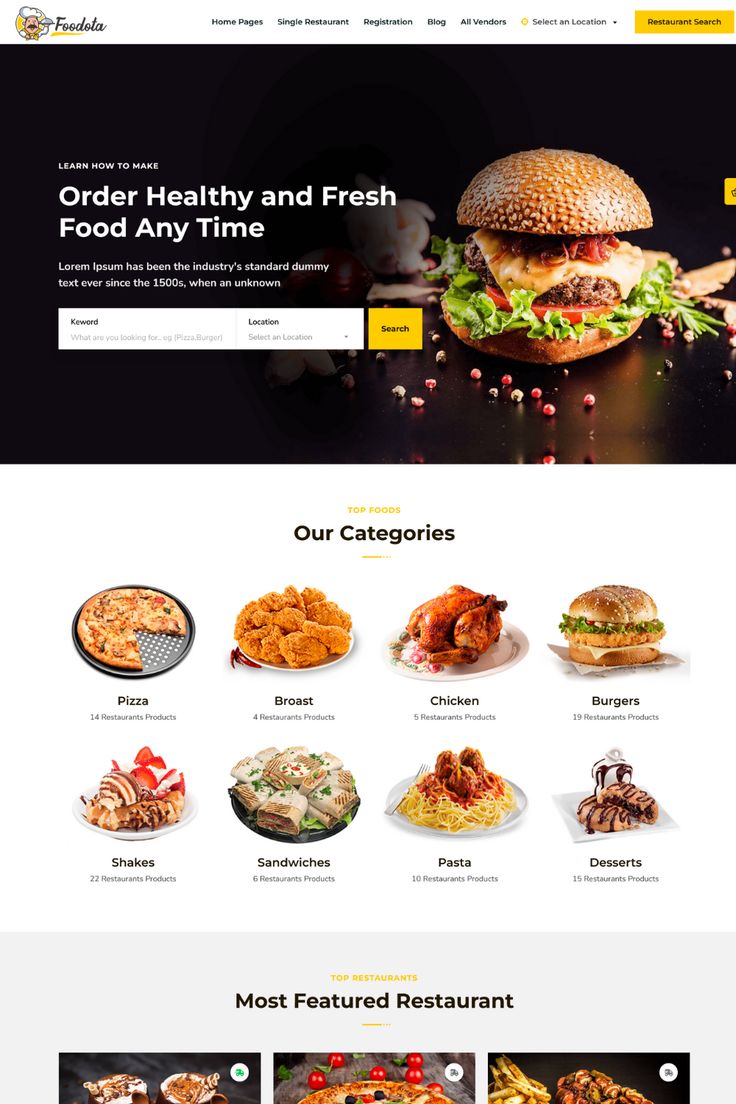 Foodota
Home Pages
Single Restaurant
Registration
Blog
All Vendors
Select an Location
Restaurant Search
LEARN HOW TO MAKE
Order Healthy and Fresh
Food Any Time
Lorem Ipsum has been the industry's standard dummy
text ever since the 1500s, when an unknown
Keword
What are you looking for.. eg (Pizza,Burger)
Location
Select an Location
Search
TOP FOODS
Our Categories
Pizza
14 Restaurants Products
Broast
4 Restaurants Products
Chicken
5 Restaurants Products
Burgers
19 Restaurants Products
Shakes
22 Restaurants Products
Sandwiches
6 Restaurants Products
Pasta
10 Restaurants Products
Desserts
15 Restaurants Products
TOP RESTAURANTS
Most Featured Restaurant